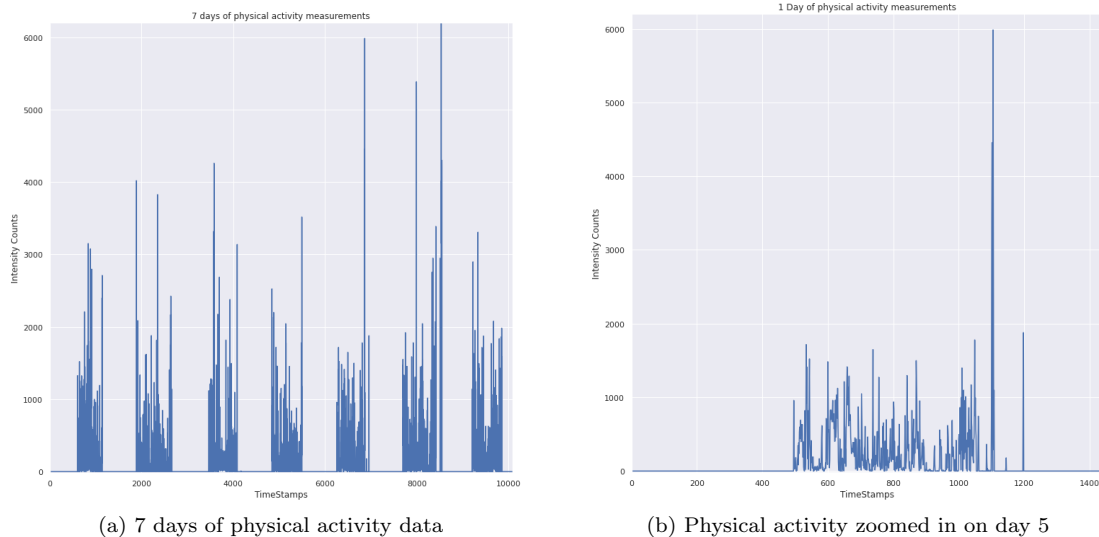 7 days of physical activity measurements
6000
5000
4000
3000
2000
1000
0
Intensity Counts
0 2000 4000 6000 8000 10000
TimeStamps
(a) 7 days of physical activity data
1 Day of physical activity measurements
6000
5000
4000
3000
2000
1000
0
Intensity Counts
0 200 400 600 800 1000 1200 1400
TimeStamps
(b) Physical activity zoomed in on day 5